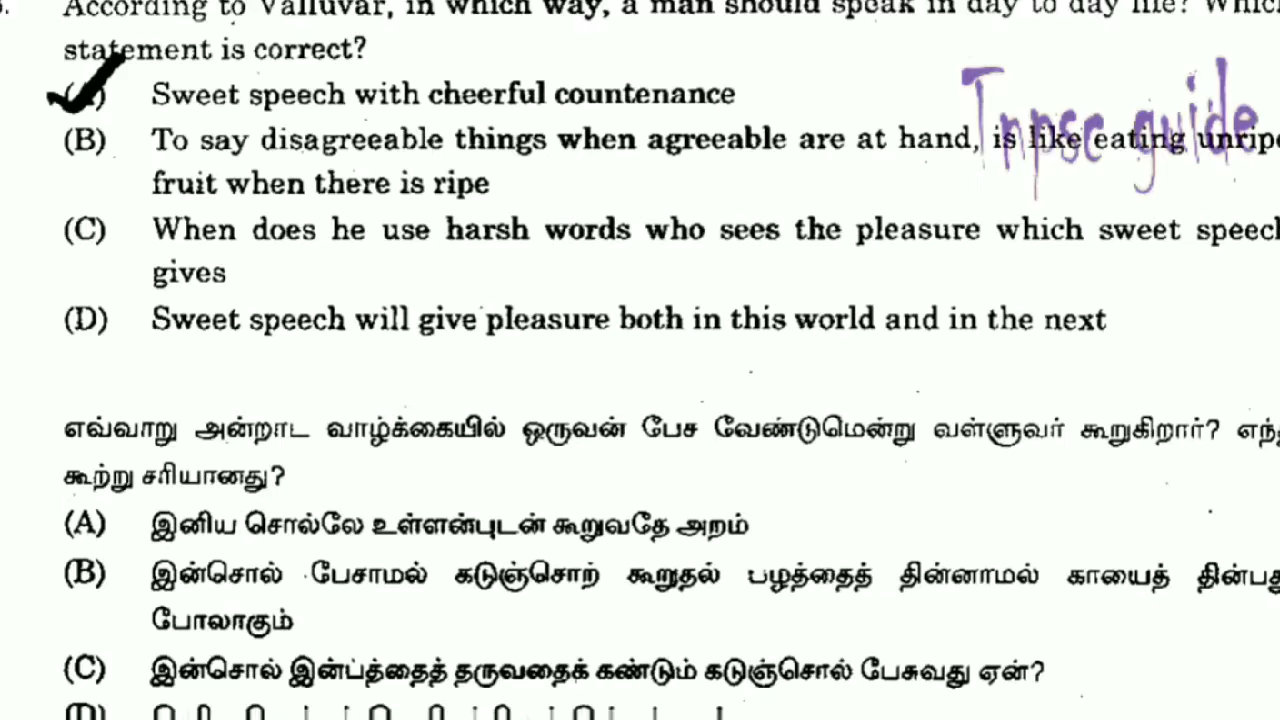 According to Valluvar, in which way, a man should speak in day to day life? Which
statement is correct?
Sweet speech with cheerful countenance
(B) To say disagreeable things when agreeable are at hand, is like eating unripe
fruit when there is ripe
(C) When does he use harsh words who sees the pleasure which sweet speech
gives
(D) Sweet speech will give pleasure both in this world and in the next
Tnpsc guide
எவ்வாறு அன்றாட வாழ்க்கையில் ஒருவன் பேச வேண்டுமென்று வள்ளுவர் கூறுகிறார்?
கூற்று சரியானது?
(A) இனிய சொல்லே உள்ளன்புடன் கூறுவதே அறம்
(B) இன்சொல் பேசாமல் கடுஞ்சொற் கூறுதல் பழத்தைத் தின்னாமல் காயைத்
போலாகும்
(C) இன்சொல் இன்பத்தைத் தருவதைக் கண்டும் கடுஞ்சொல் பேசுவது ஏன்?